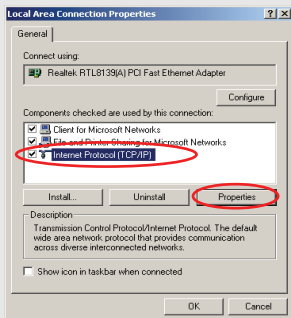 Local Area Connection Properties
General
Connect using:
Realtek RTL8139(A) PCI Fast Ethernet Adapter
Configure
Components checked are used by this connection:
Client for Microsoft Networks
File and Printer Sharing for Microsoft Networks
Internet Protocol (TCP/IP)
Install...
Uninstall
Properties
Description
Transmission Control Protocol/Internet Protocol. The default
wide area network protocol that provides communication
across diverse interconnected networks.
Show icon in taskbar when connected
OK
Cancel